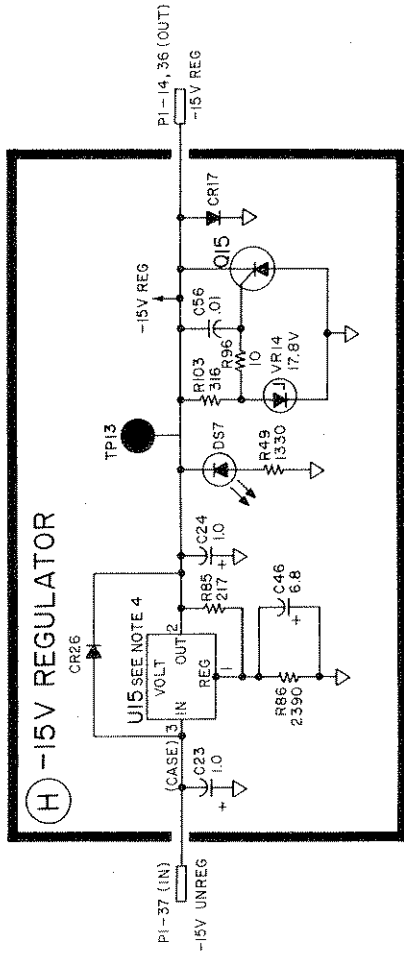 H -15V REGULATOR
P1-37 (IN)
-15V UNREG
(CASE)
C23
1.0
+
CR26
U15 SEE NOTE 4
VOLT
3 IN
OUT 2
REG
1
R85
217
R86
2390
C46
6.8
+
C24
1.0
+
TP13
DS7
R49
1330
-15V REG
R103
316
C56
.01
R96
10
VR14
17.8V
Q15
CR17
P1-14, 36 (OUT)
-15V REG